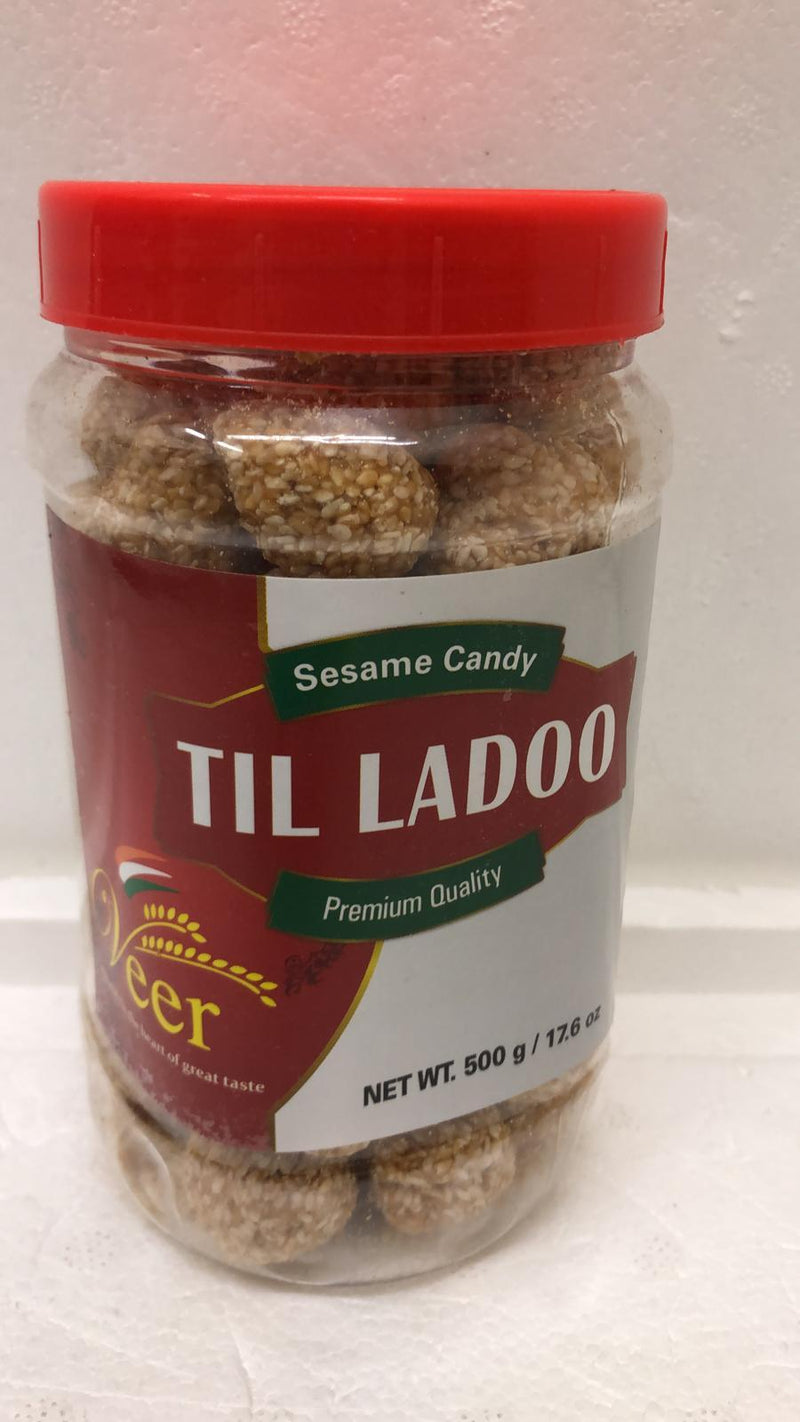 Sesame Candy
TIL LADOO
Premium Quality
Veer
heart of great taste
NET WT. 500 g / 17.6 oz